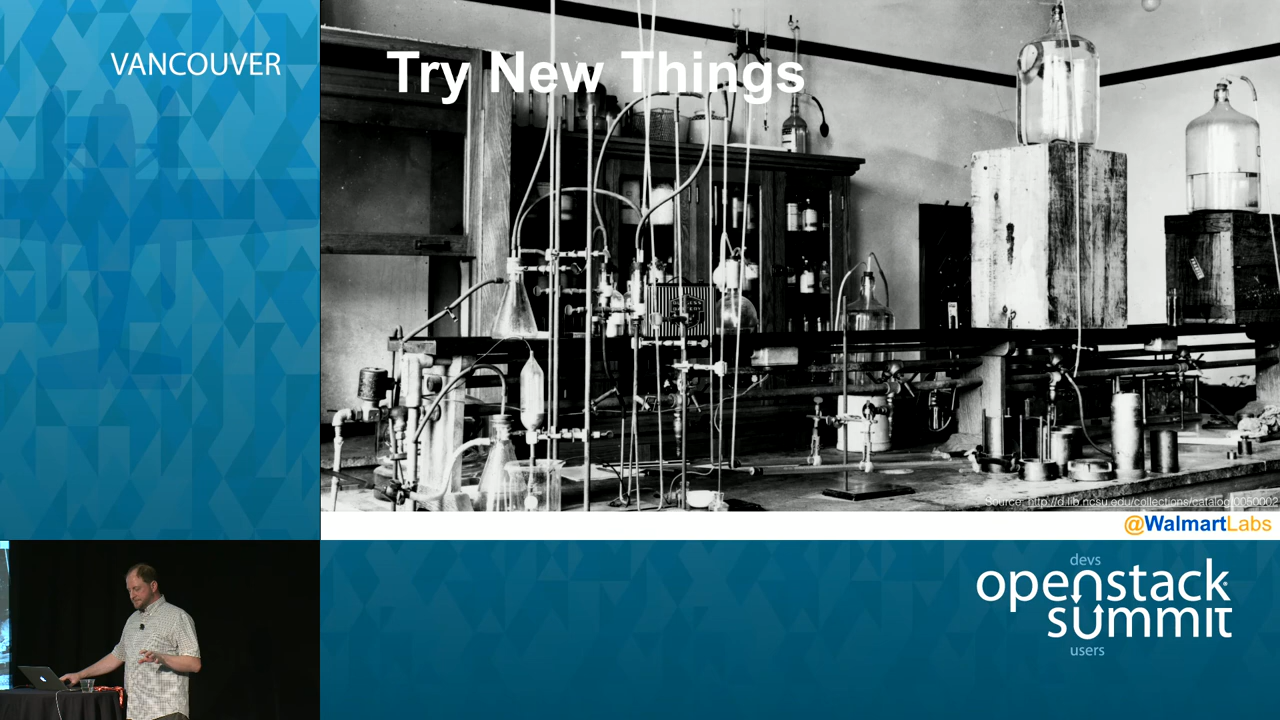 VANCOUVER
Try New Things
Source: http://d.lib.ncsu.edu/collections/catalog/0050002
@WalmartLabs
devs
openstack
summit
users